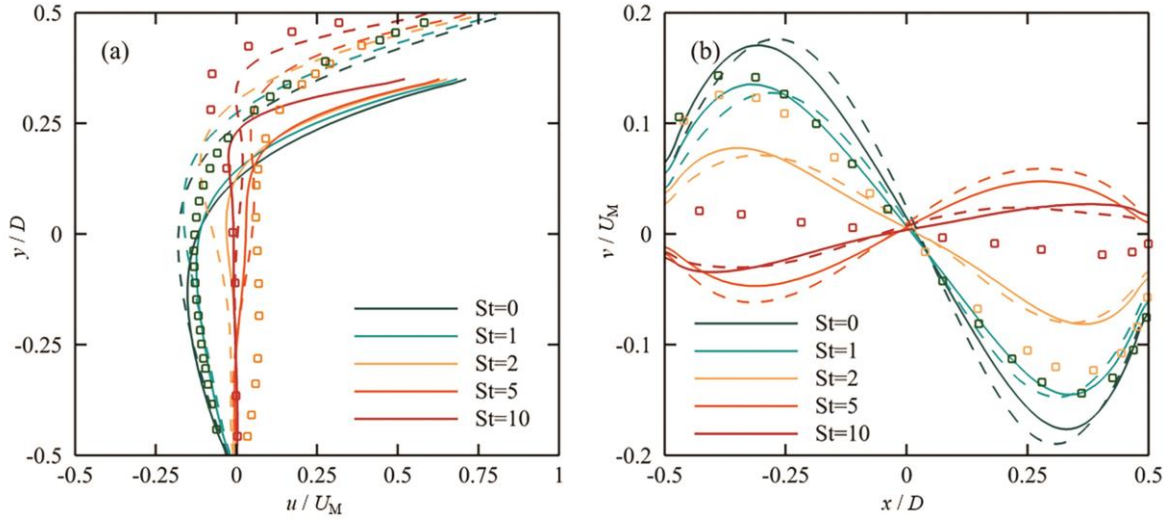 (a)
y / D
0.5
0.25
0
-0.25
-0.5
St=0
St=1
St=2
St=5
St=10
-0.5 -0.25 0 0.25 0.5 0.75 1
u / U_M
(b)
v / U_M
0.2
0.1
0
-0.1
-0.2
St=0
St=1
St=2
St=5
St=10
-0.5 -0.25 0 0.25 0.5
x / D